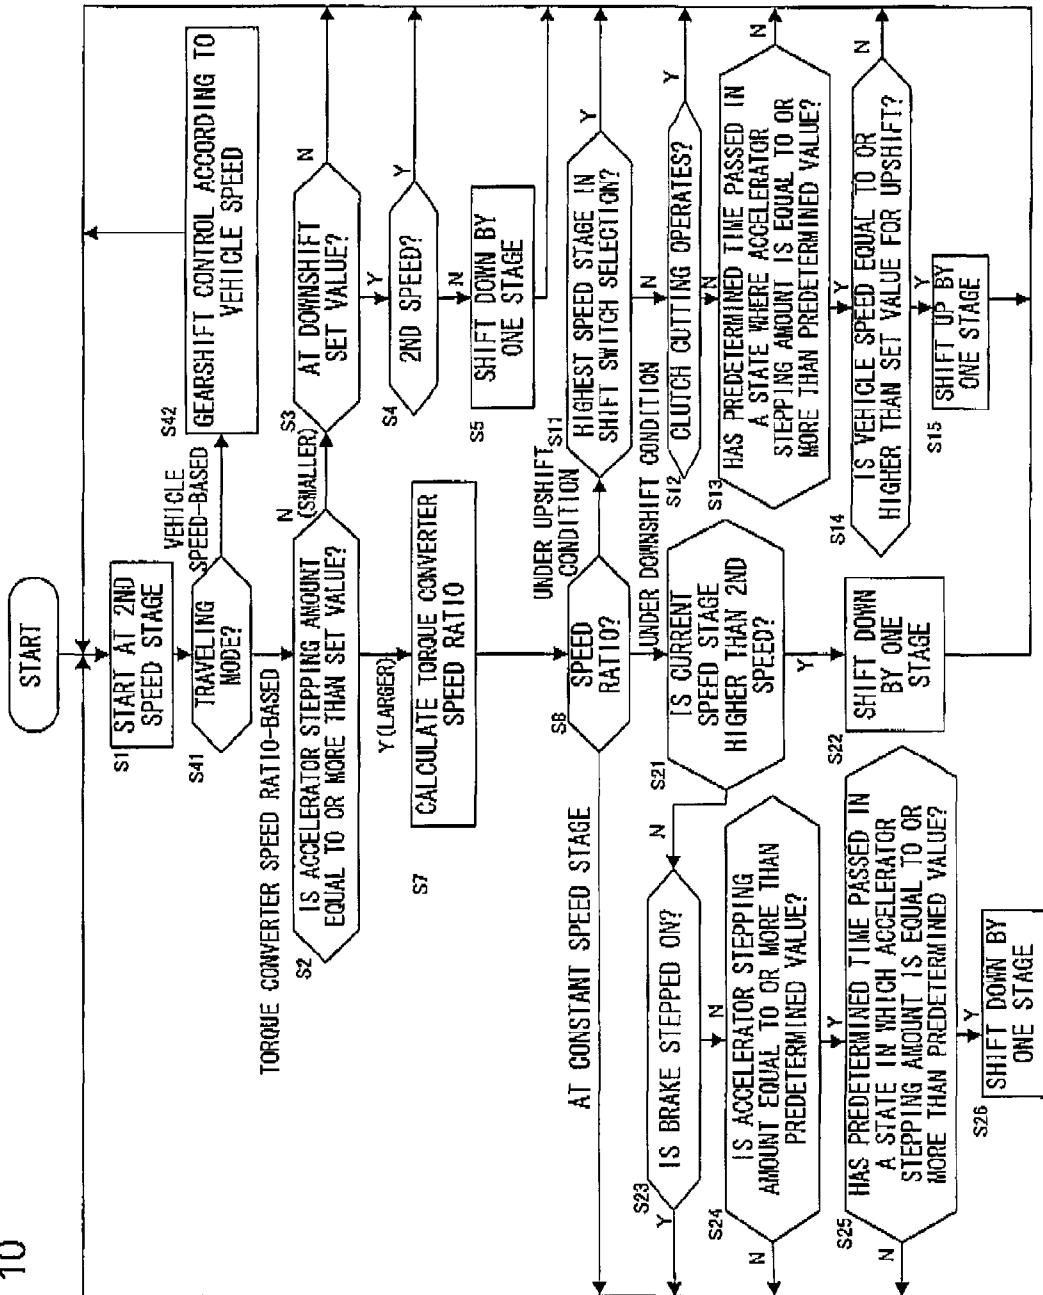 10
START
S1
START AT 2ND
SPEED STAGE
S41
TRAVELING
MODE?
VEHICLE
SPEED-BASED
S42
GEARSHIFT CONTROL ACCORDING TO
VEHICLE SPEED
TORQUE CONVERTER SPEED RATIO-BASED
S2
IS ACCELERATOR STEPPING AMOUNT
EQUAL TO OR MORE THAN SET VALUE?
N
(SMALLER)
S3
AT DOWNSHIFT
SET VALUE?
N
Y
S4
2ND SPEED?
Y
N
S5
SHIFT DOWN BY
ONE STAGE
Y(LARGER)
S7
CALCULATE TORQUE CONVERTER
SPEED RATIO
S8
SPEED
RATIO?
AT CONSTANT SPEED STAGE
UNDER UPSHIFT
CONDITION
UNDER DOWNSHIFT CONDITION
S11
HIGHEST SPEED STAGE IN
SHIFT SWITCH SELECTION?
Y
N
S12
CLUTCH CUTTING OPERATES?
Y
N
S13
HAS PREDETERMINED TIME PASSED IN
A STATE WHERE ACCELERATOR
STEPPING AMOUNT IS EQUAL TO OR
MORE THAN PREDETERMINED VALUE?
N
Y
S14
IS VEHICLE SPEED EQUAL TO OR
HIGHER THAN SET VALUE FOR UPSHIFT?
N
Y
S15
SHIFT UP BY
ONE STAGE
S21
IS CURRENT
SPEED STAGE
HIGHER THAN 2ND
SPEED?
N
Y
S22
SHIFT DOWN
BY ONE
STAGE
S23
IS BRAKE STEPPED ON?
Y
N
S24
IS ACCELERATOR STEPPING
AMOUNT EQUAL TO OR MORE THAN
PREDETERMINED VALUE?
N
Y
S25
HAS PREDETERMINED TIME PASSED IN
A STATE IN WHICH ACCELERATOR
STEPPING AMOUNT IS EQUAL TO OR
MORE THAN PREDETERMINED VALUE?
N
Y
S26
SHIFT DOWN BY
ONE STAGE